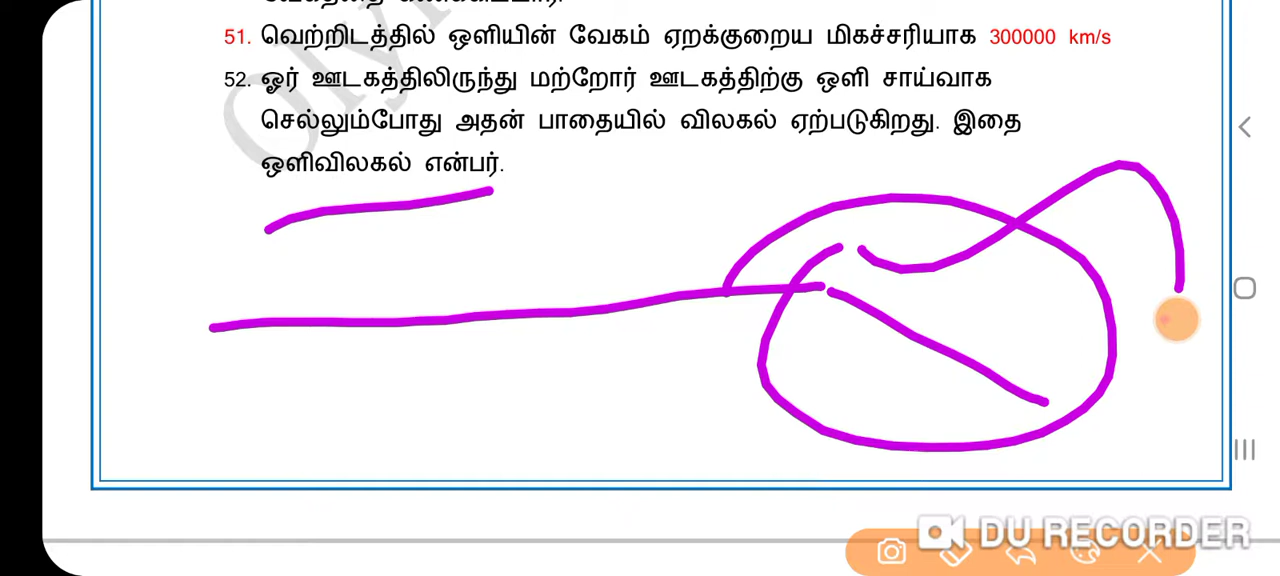 51. வெற்றிடத்தில் ஒளியின் வேகம் ஏறக்குறைய மிகச்சரியாக 300000 km/s
52. ஓர் ஊடகத்திலிருந்து மற்றோர் ஊடகத்திற்கு ஒளி சாய்வாக
செல்லும்போது அதன் பாதையில் விலகல் ஏற்படுகிறது. இதை
ஒளிவிலகல் என்பர்.
DU RECORDER